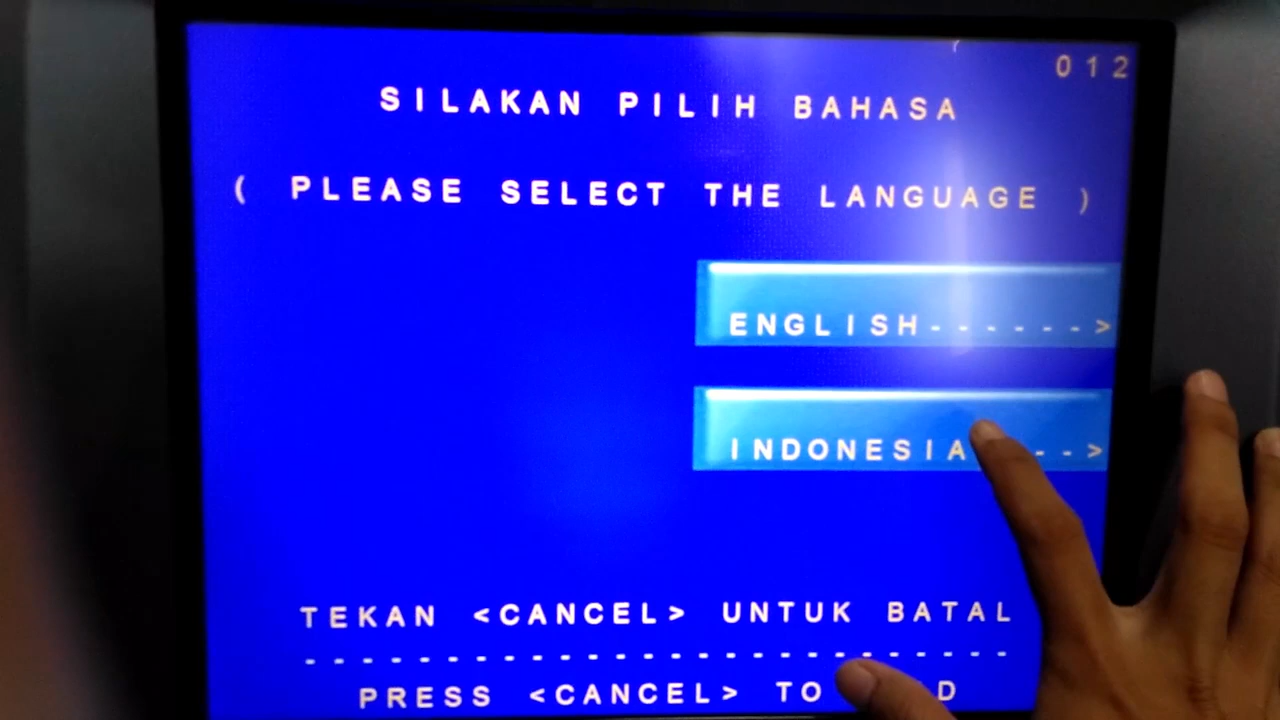 012
SILAKAN PILIH BAHASA
( PLEASE SELECT THE LANGUAGE )
ENGLISH------>
INDONESIA-->
TEKAN <CANCEL> UNTUK BATAL
--------------------------
PRESS <CANCEL> TO